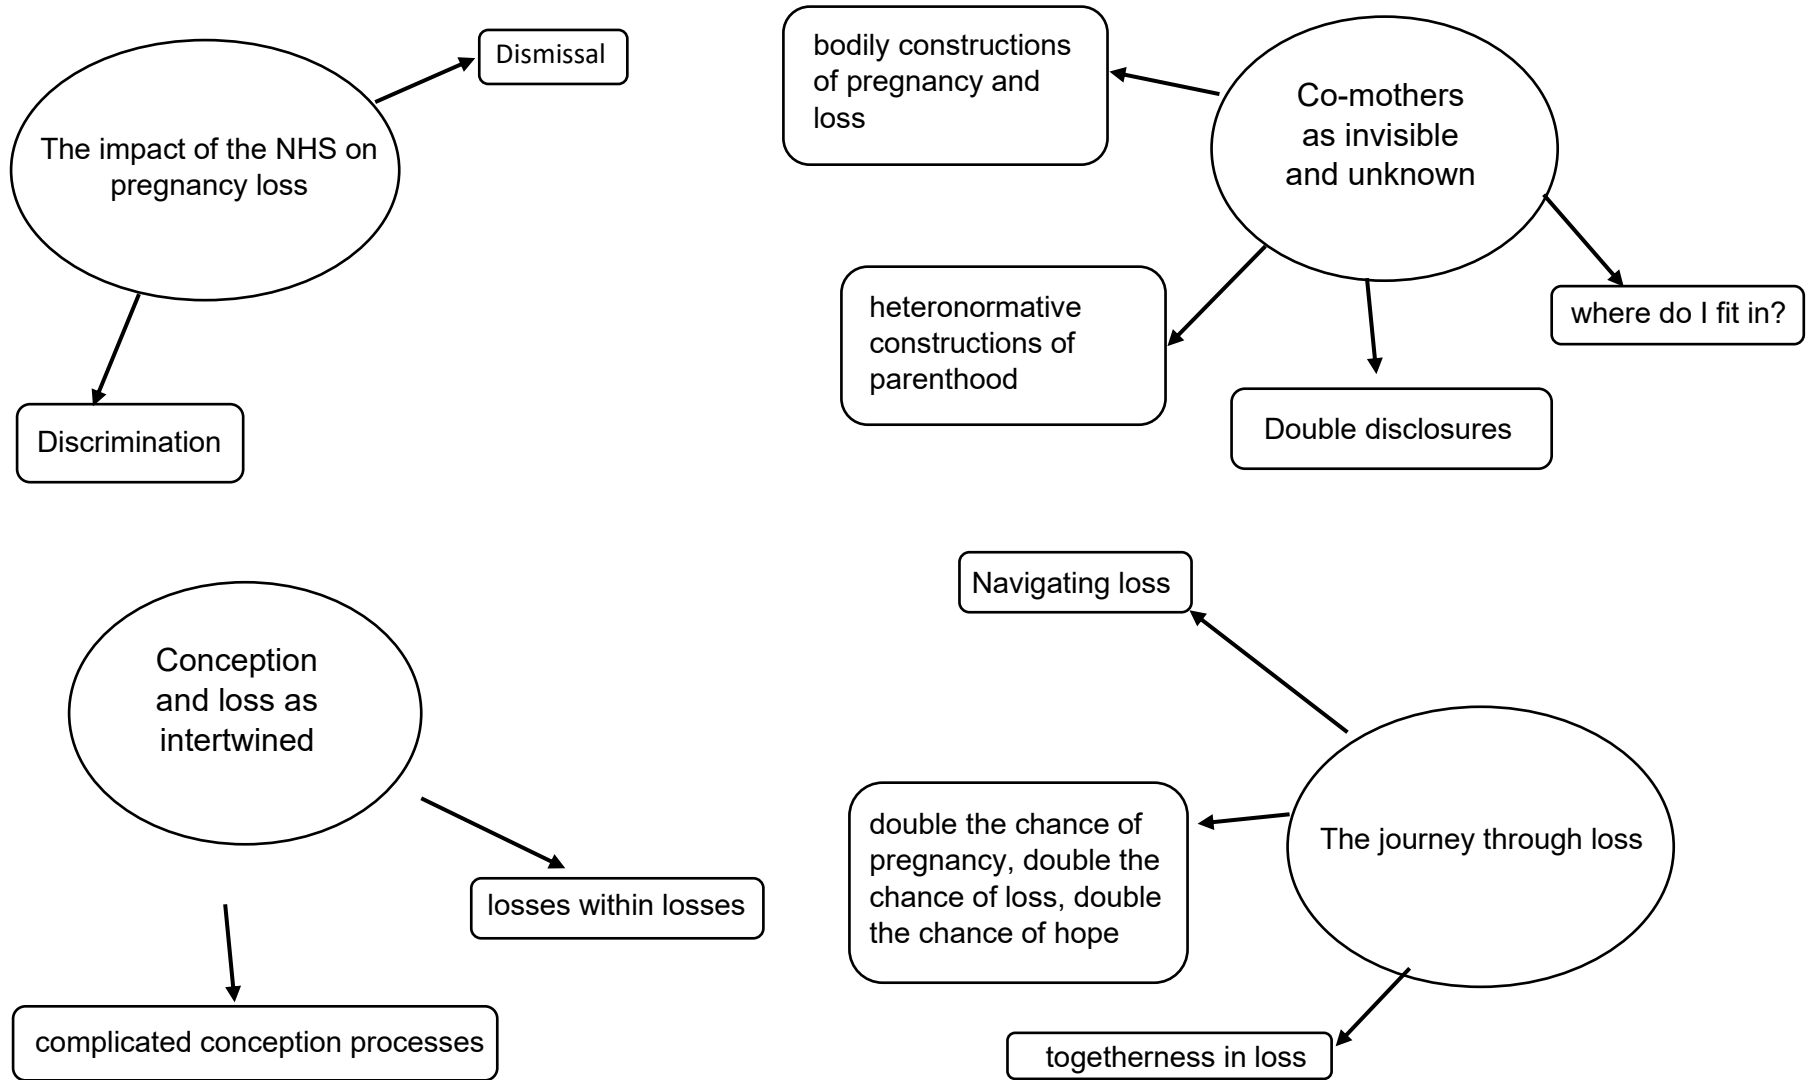 The impact of the NHS on
pregnancy loss
Dismissal
Discrimination
bodily constructions
of pregnancy and
loss
Co-mothers
as invisible
and unknown
heteronormative
constructions of
parenthood
Double disclosures
where do I fit in?
Conception
and loss as
intertwined
losses within losses
complicated conception processes
Navigating loss
double the chance of
pregnancy, double the
chance of loss, double
the chance of hope
The journey through loss
togetherness in loss